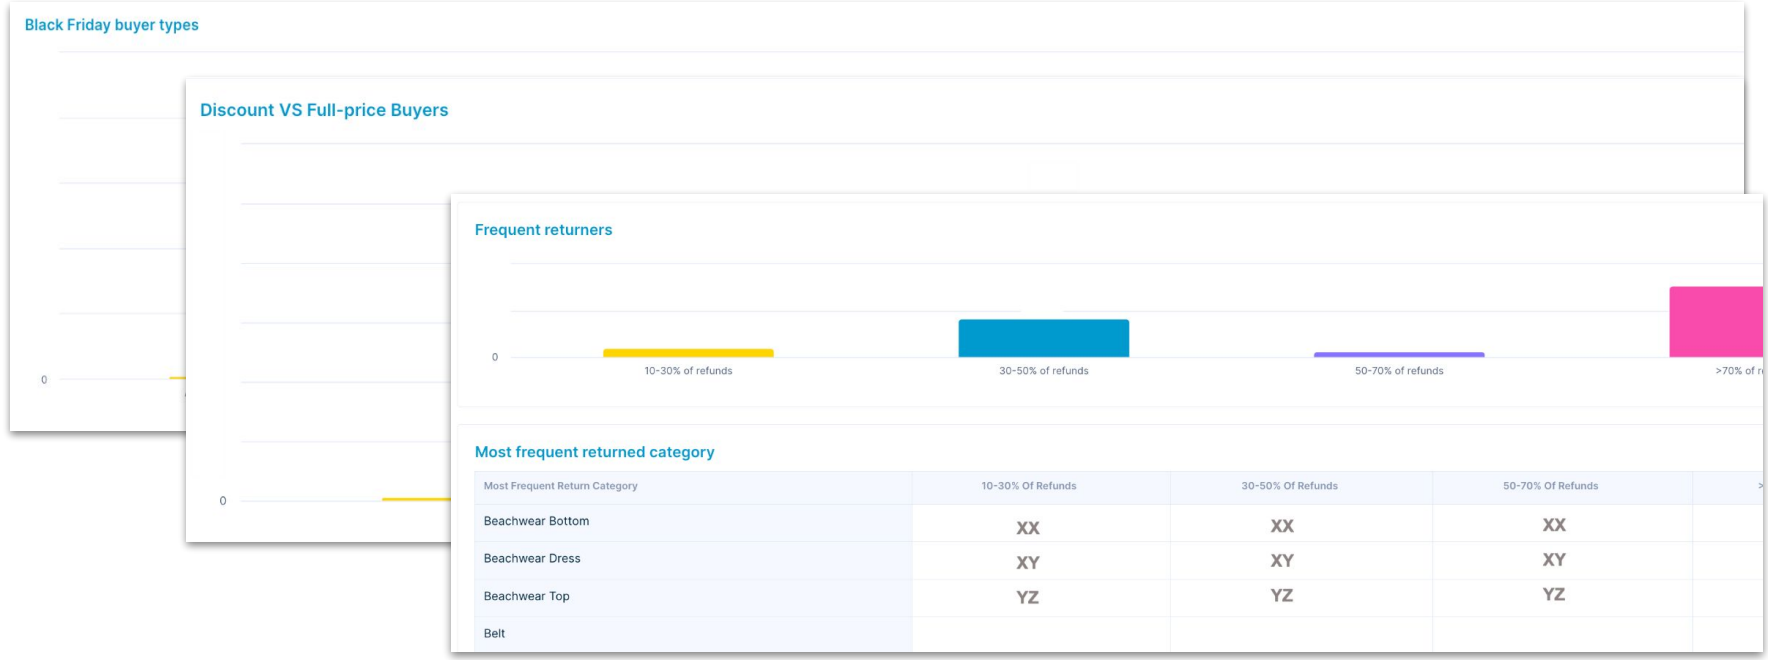 Black Friday buyer types
0
Discount VS Full-price Buyers
0
Frequent returners
0
10-30% of refunds
30-50% of refunds
50-70% of refunds
>70% of
Most frequent returned category
Most Frequent Return Category
10-30% Of Refunds
30-50% Of Refunds
50-70% Of Refunds
>
Beachwear Bottom
XX
XX
XX
Beachwear Dress
XY
XY
XY
Beachwear Top
YZ
YZ
YZ
Belt